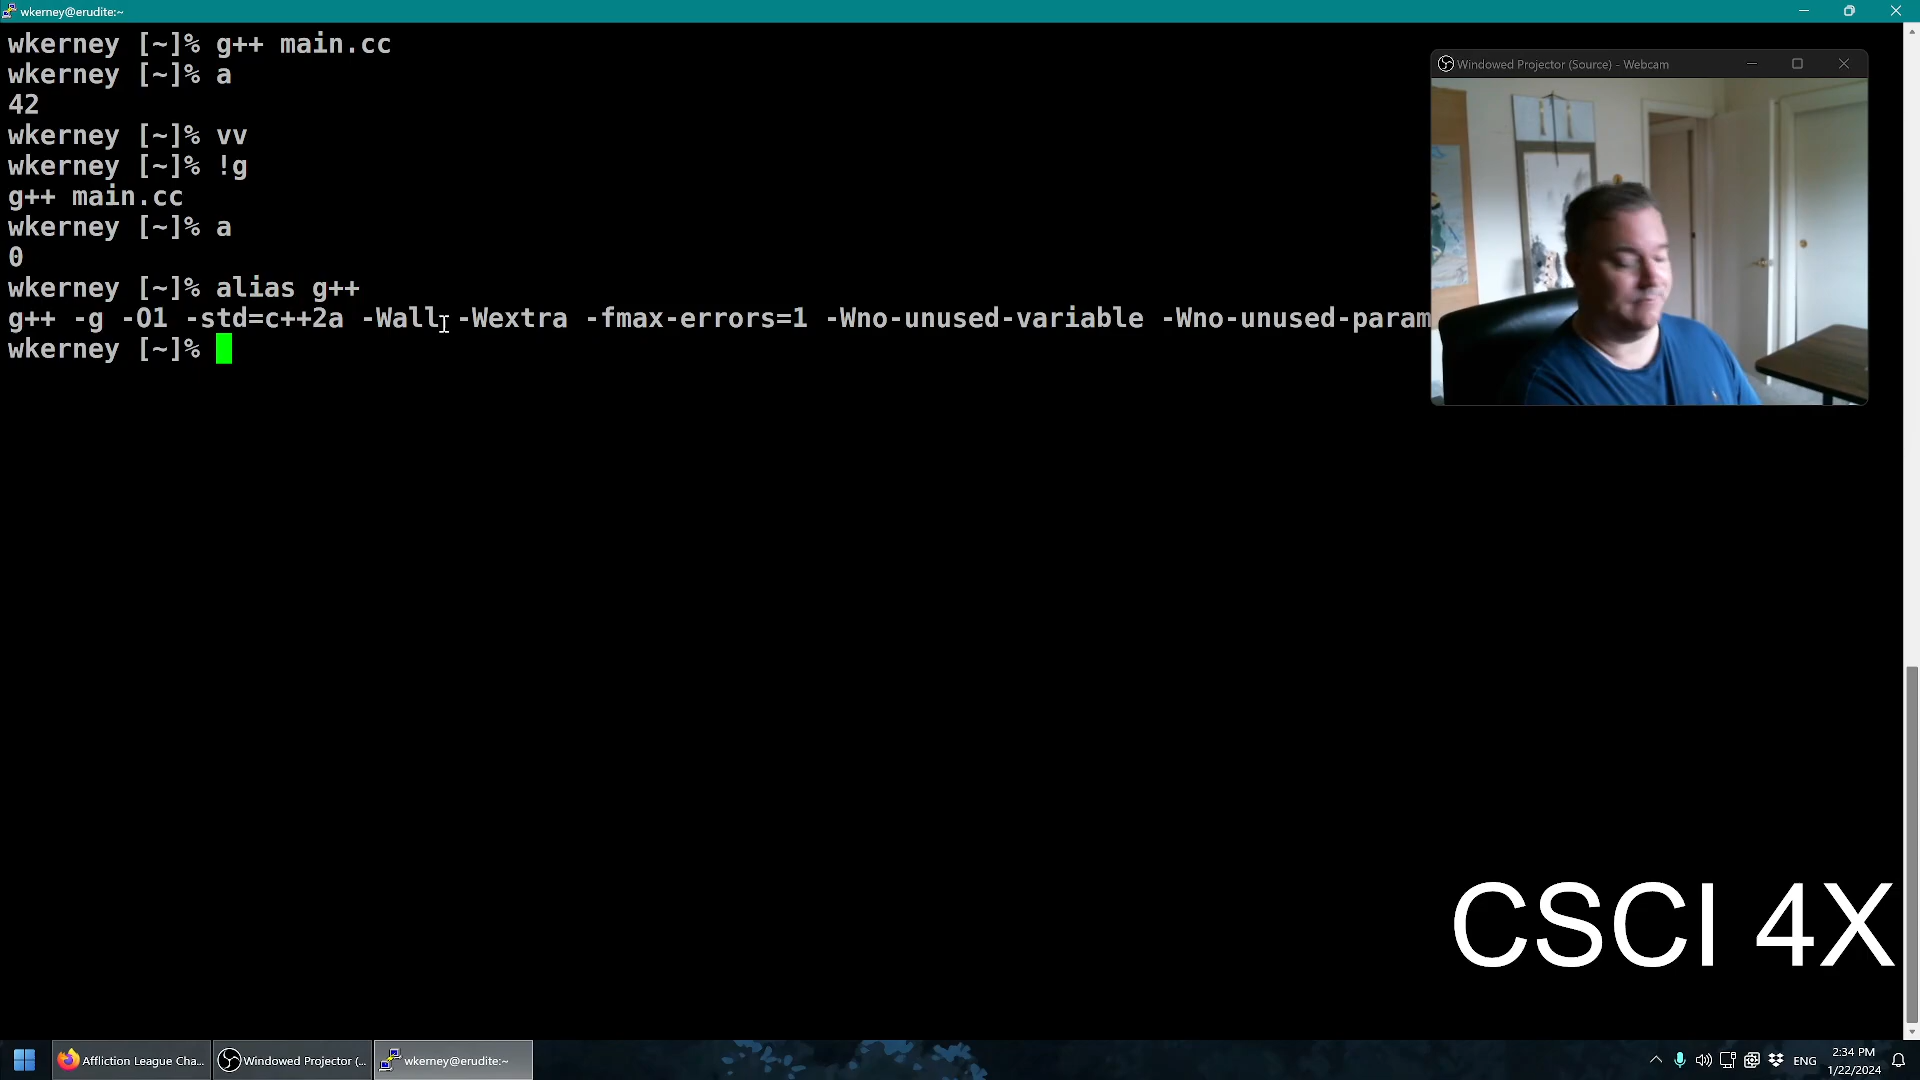 wkerney@erudite:~
wkerney [~]% g++ main.cc
wkerney [~]% a
42
wkerney [~]% vv
wkerney [~]% !g
g++ main.cc
wkerney [~]% a
0
wkerney [~]% alias g++
g++ -g -O1 -std=c++2a -Wall -Wextra -fmax-errors=1 -Wno-unused-variable -Wno-unused-param
wkerney [~]%
Windowed Projector (Source) - Webcam
CSCI 4X
Affliction League Cha...
Windowed Projector (...
wkerney@erudite:~
ENG
2:34 PM
1/22/2024